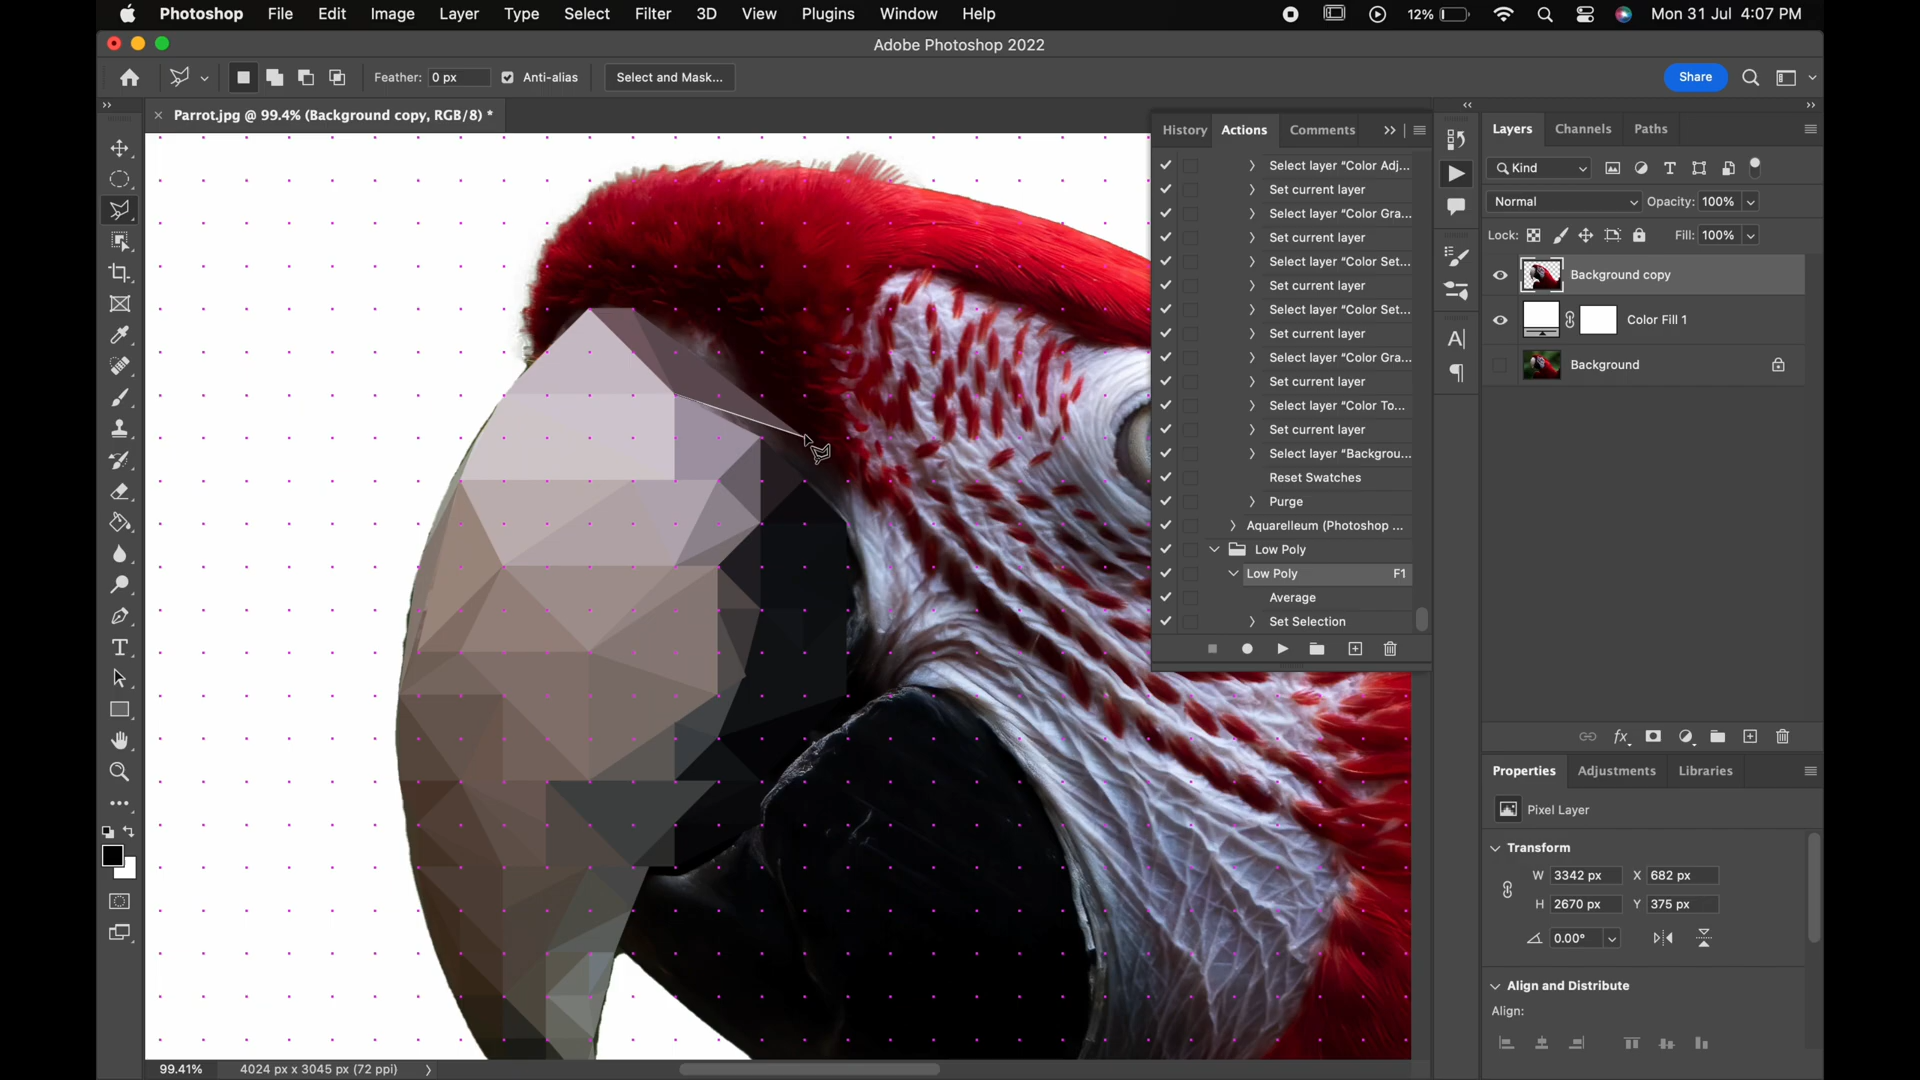 Photoshop File Edit Image Layer Type Select Filter 3D View Plugins Window Help 12% Mon 31 Jul 4:07 PM
Adobe Photoshop 2022
Feather: 0 px Anti-alias Select and Mask... Share
Parrot.jpg @ 99.4% (Background copy, RGB/8) *
History Actions Comments
Select layer “Color Adj...
Set current layer
Select layer “Color Gra...
Set current layer
Select layer “Color Set...
Set current layer
Select layer “Color Set...
Set current layer
Select layer “Color Gra...
Set current layer
Select layer “Color To...
Set current layer
Select layer “Backgrou...
Reset Swatches
Purge
Aquarelleum (Photoshop ...
Low Poly
Low Poly F1
Average
Set Selection
Layers Channels Paths
Kind
Normal Opacity: 100%
Lock: Fill: 100%
Background copy
Color Fill 1
Background
Properties Adjustments Libraries
Pixel Layer
Transform
W 3342 px X 682 px
H 2670 px Y 375 px
0.00°
Align and Distribute
Align:
99.41% 4024 px x 3045 px (72 ppi)